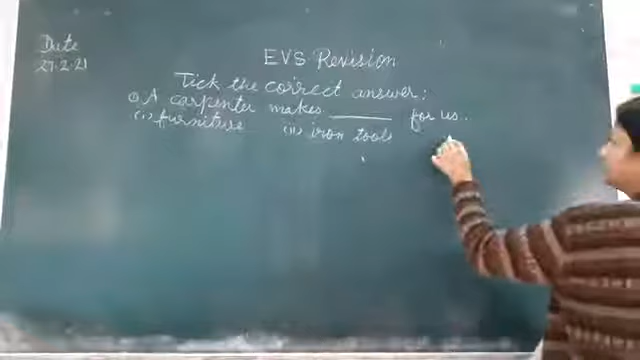 Date
27.2.21
EVS Revision
Tick the correct answer:
① A carpenter makes ______ for us.
(i) furniture (ii) iron tools